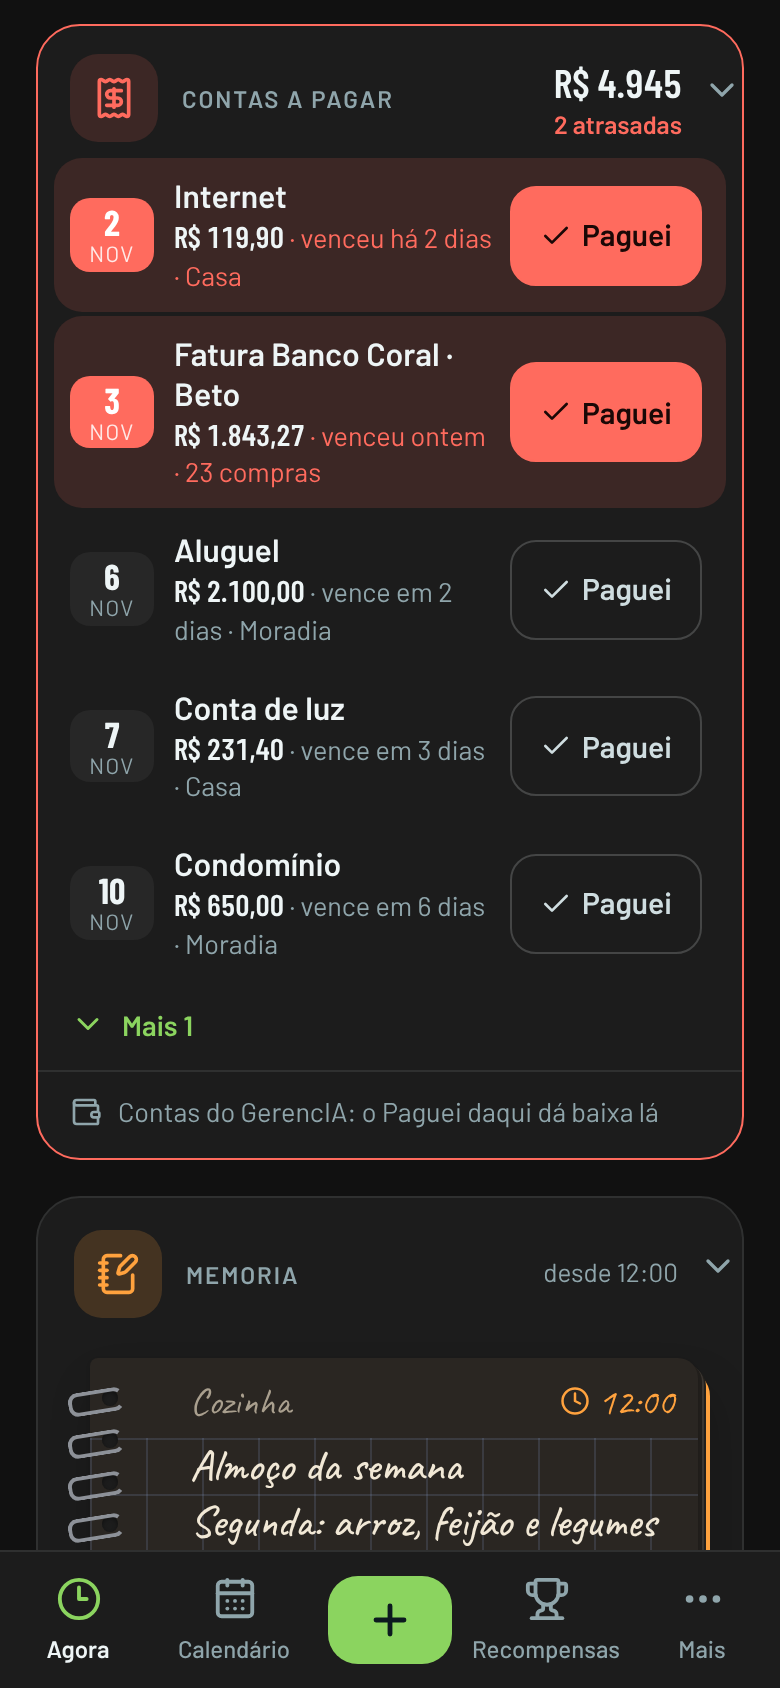 CONTAS A PAGAR
R$ 4.945
2 atrasadas
2
NOV
Internet
R$ 119,90 · venceu há 2 dias
· Casa
Paguei
3
NOV
Fatura Banco Coral ·
Beto
R$ 1.843,27 · venceu ontem
· 23 compras
Paguei
6
NOV
Aluguel
R$ 2.100,00 · vence em 2
dias · Moradia
Paguei
7
NOV
Conta de luz
R$ 231,40 · vence em 3 dias
· Casa
Paguei
10
NOV
Condomínio
R$ 650,00 · vence em 6 dias
· Moradia
Paguei
Mais 1
Contas do GerencIA: o Paguei daqui dá baixa lá
MEMORIA
desde 12:00
Cozinha
12:00
Almoço da semana
Segunda: arroz, feijão e legumes
Agora
Calendário
Recompensas
Mais